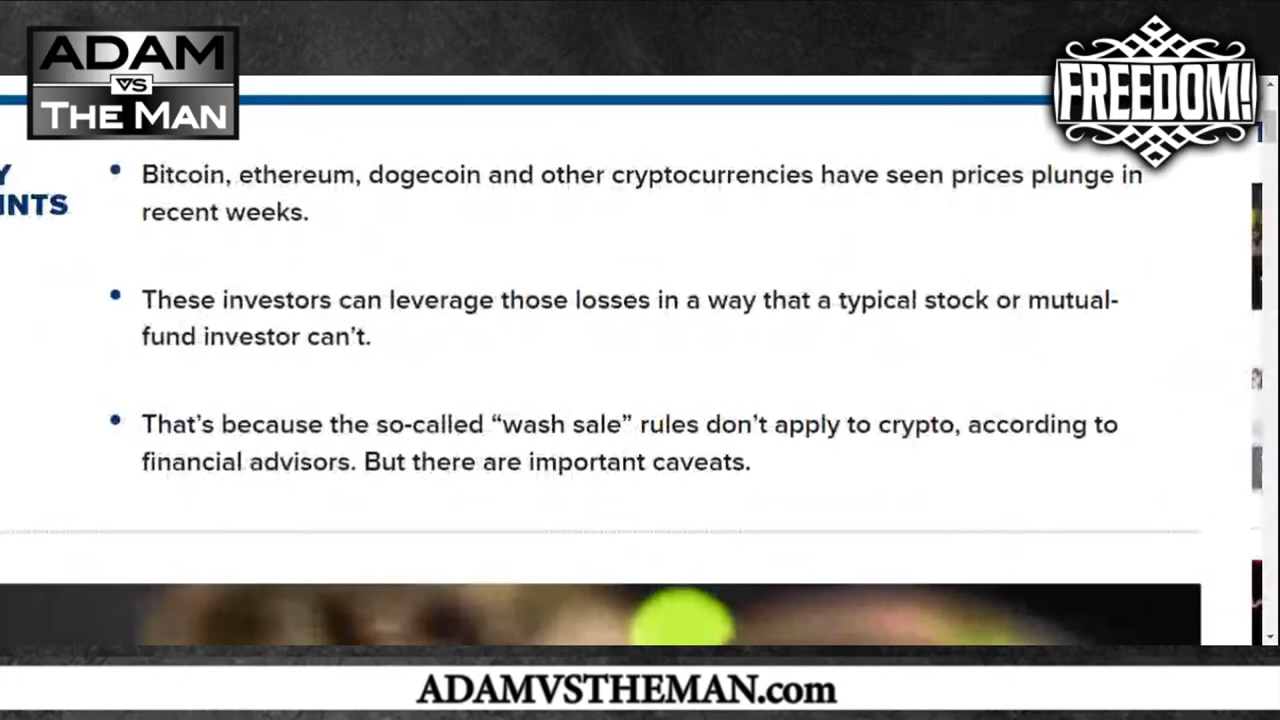 ADAM
VS
THE MAN
FREEDOM!
Y
INTS
Bitcoin, ethereum, dogecoin and other cryptocurrencies have seen prices plunge in
recent weeks.
These investors can leverage those losses in a way that a typical stock or mutual-
fund investor can’t.
That’s because the so-called “wash sale” rules don’t apply to crypto, according to
financial advisors. But there are important caveats.
ADAMVSTHEMAN.com